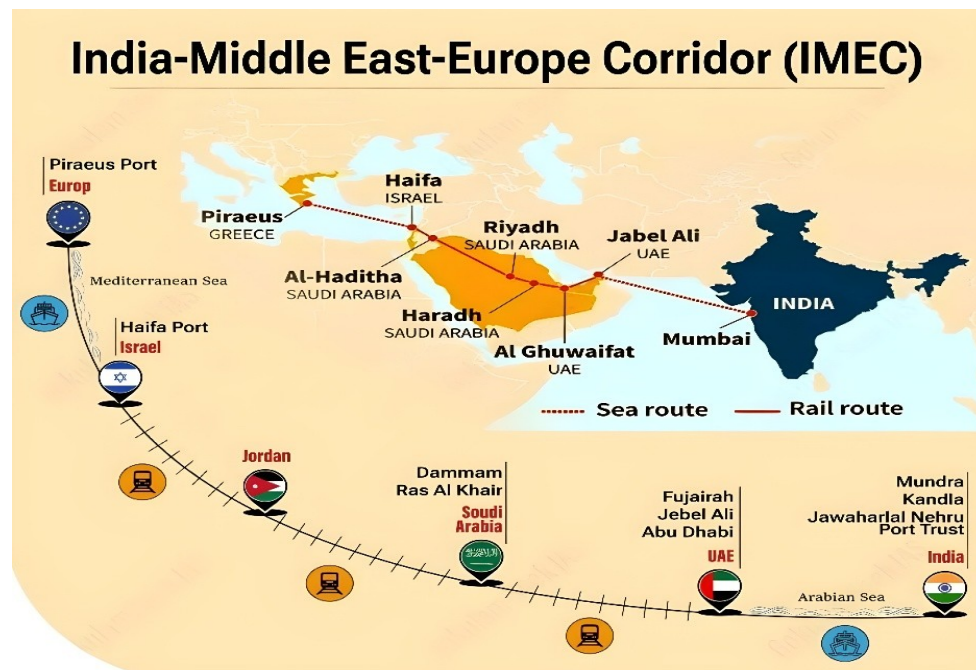 India-Middle East-Europe Corridor (IMEC)
Piraeus Port
Europ
Mediterranean Sea
Haifa Port
Israel
Piraeus
GREECE
Haifa
ISRAEL
Al-Haditha
SAUDI ARABIA
Riyadh
SAUDI ARABIA
Haradh
SAUDI ARABIA
Jabel Ali
UAE
Al Ghuwaifat
UAE
Mumbai
INDIA
Sea route
Rail route
Jordan
Dammam
Ras Al Khair
Soudi
Arabia
Fujairah
Jebel Ali
Abu Dhabi
UAE
Arabian Sea
Mundra
Kandla
Jawaharlal Nehru
Port Trust
India